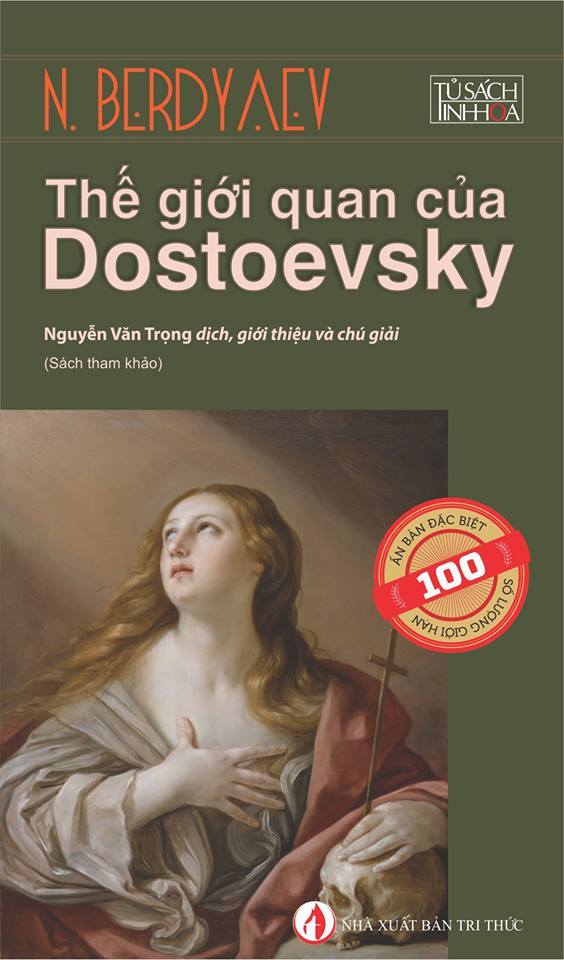 N. BERDYAEV
TỦ SÁCH
TINH HOA
Thế giới quan của
Dostoevsky
Nguyễn Văn Trọng dịch, giới thiệu và chú giải
(Sách tham khảo)
ẤN BẢN ĐẶC BIỆT
100
SỐ LƯỢNG GIỚI HẠN
NHÀ XUẤT BẢN TRI THỨC